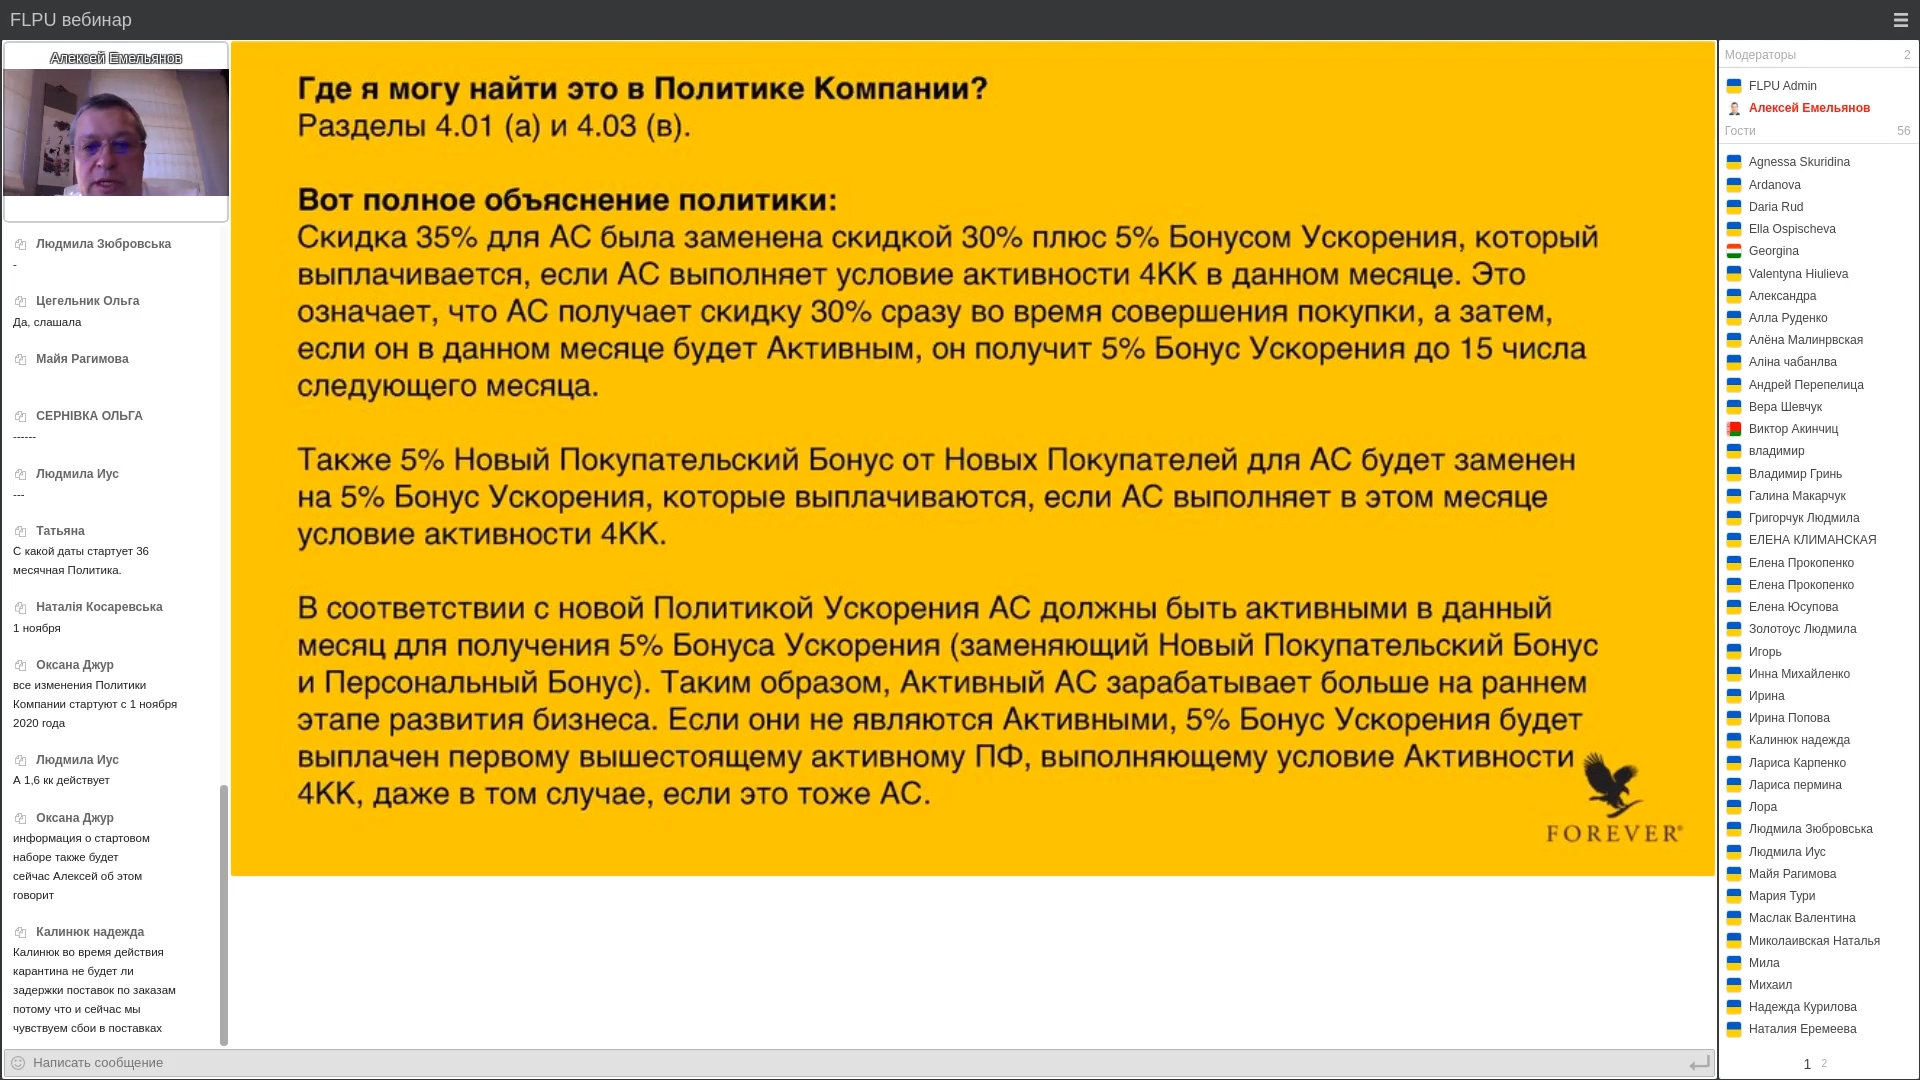 FLPU вебинар
Алексей Емельянов
Людмила Зюбровська
-
Цегельник Ольга
Да, слашала
Майя Рагимова
СЕРНІВКА ОЛЬГА
------
Людмила Иус
---
Татьяна
С какой даты стартует 36
месячная Политика.
Наталія Косаревська
1 ноября
Оксана Джур
все изменения Политики
Компании стартуют с 1 ноября
2020 года
Людмила Иус
А 1,6 кк действует
Оксана Джур
информация о стартовом
наборе также будет
сейчас Алексей об этом
говорит
Калинюк надежда
Калинюк во время действия
карантина не будет ли
задержки поставок по заказам
потому что и сейчас мы
чувствуем сбои в поставках
Написать сообщение
Где я могу найти это в Политике Компании?
Разделы 4.01 (а) и 4.03 (в).
Вот полное объяснение политики:
Скидка 35% для АС была заменена скидкой 30% плюс 5% Бонусом Ускорения, который
выплачивается, если АС выполняет условие активности 4КК в данном месяце. Это
означает, что АС получает скидку 30% сразу во время совершения покупки, а затем,
если он в данном месяце будет Активным, он получит 5% Бонус Ускорения до 15 числа
следующего месяца.
Также 5% Новый Покупательский Бонус от Новых Покупателей для АС будет заменен
на 5% Бонус Ускорения, которые выплачиваются, если АС выполняет в этом месяце
условие активности 4КК.
В соответствии с новой Политикой Ускорения АС должны быть активными в данный
месяц для получения 5% Бонуса Ускорения (заменяющий Новый Покупательский Бонус
и Персональный Бонус). Таким образом, Активный АС зарабатывает больше на раннем
этапе развития бизнеса. Если они не являются Активными, 5% Бонус Ускорения будет
выплачен первому вышестоящему активному ПФ, выполняющему условие Активности
4КК, даже в том случае, если это тоже АС.
FOREVER®
Модераторы 2
FLPU Admin
Алексей Емельянов
Гости 56
Agnessa Skuridina
Ardanova
Daria Rud
Ella Ospischeva
Georgina
Valentyna Hiulieva
Александра
Алла Руденко
Алёна Малинрвская
Аліна чабанлва
Андрей Перепелица
Вера Шевчук
Виктор Акинчиц
владимир
Владимир Гринь
Галина Макарчук
Григорчук Людмила
ЕЛЕНА КЛИМАНСКАЯ
Елена Прокопенко
Елена Прокопенко
Елена Юсупова
Золотоус Людмила
Игорь
Инна Михайленко
Ирина
Ирина Попова
Калинюк надежда
Лариса Карпенко
Лариса пермина
Лора
Людмила Зюбровська
Людмила Иус
Майя Рагимова
Мария Тури
Маслак Валентина
Миколаивская Наталья
Мила
Михаил
Надежда Курилова
Наталия Еремеева
1 2